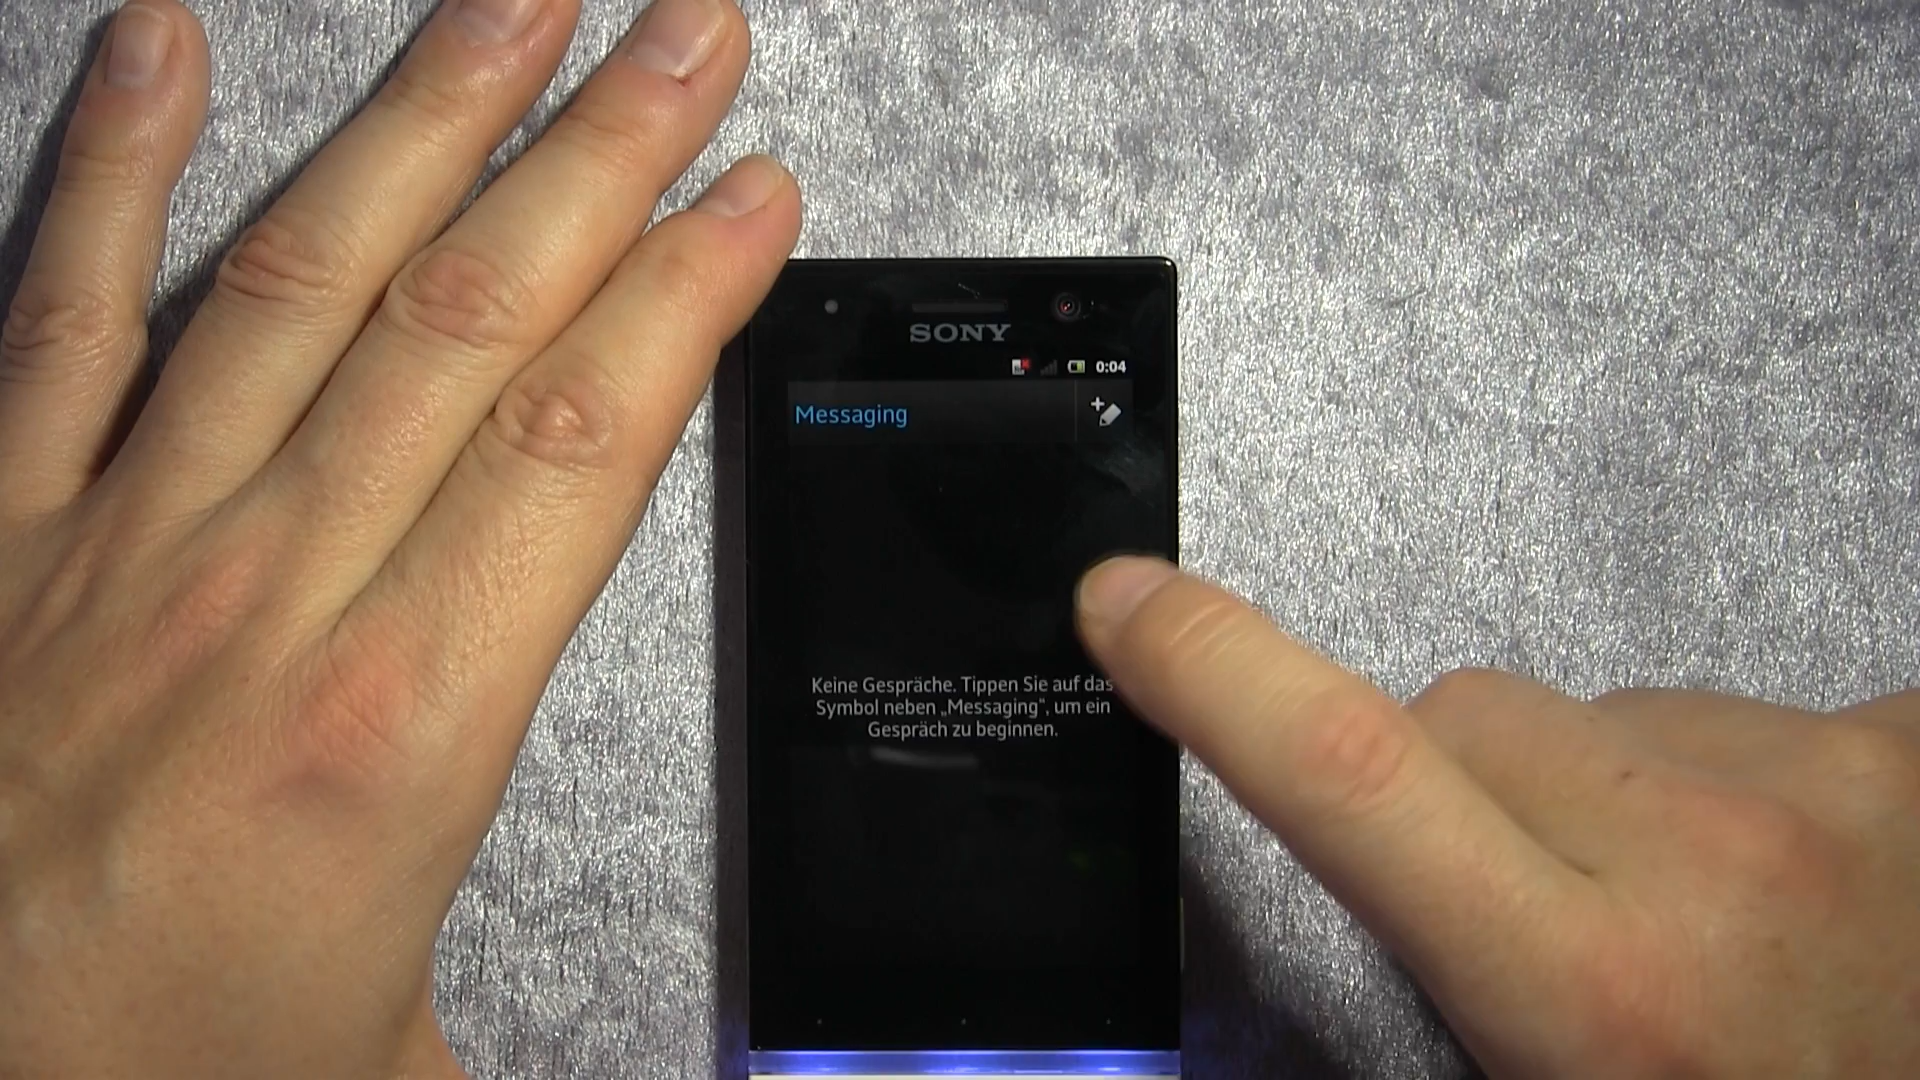 SONY
0:04
Messaging
Keine Gespräche. Tippen Sie auf das
Symbol neben „Messaging“, um ein
Gespräch zu beginnen.